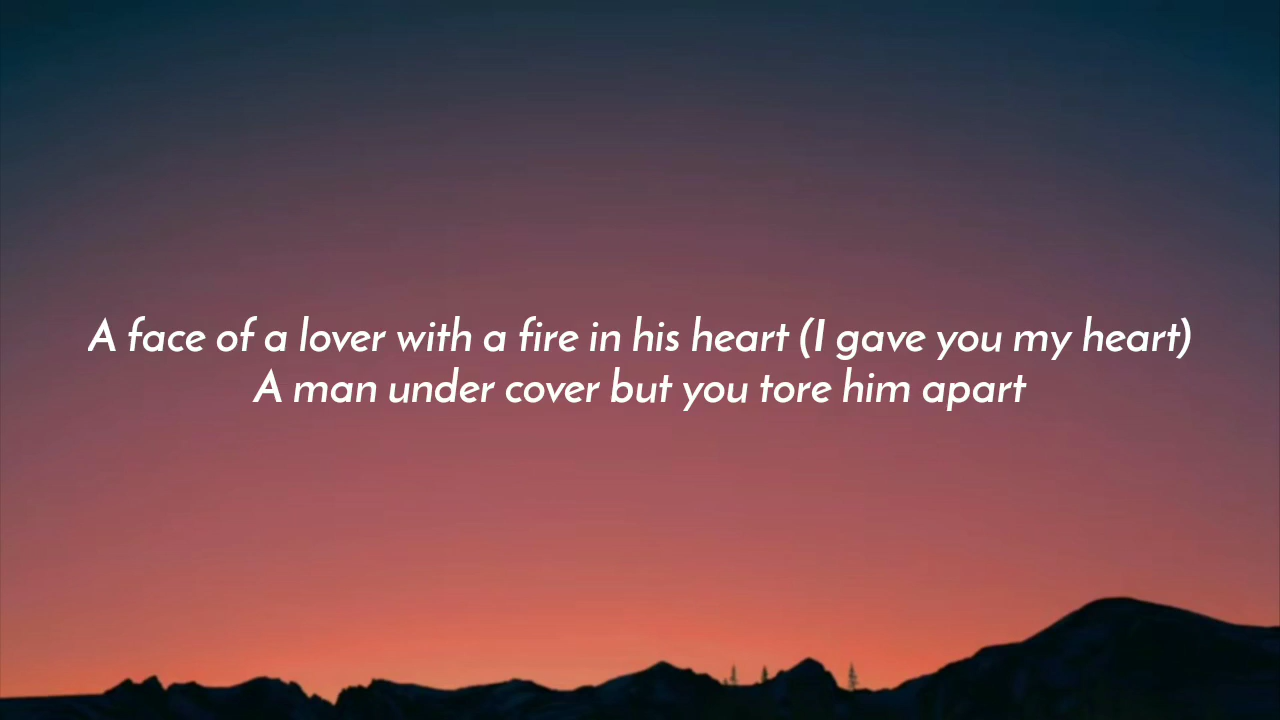 A face of a lover with a fire in his heart (I gave you my heart)
A man under cover but you tore him apart